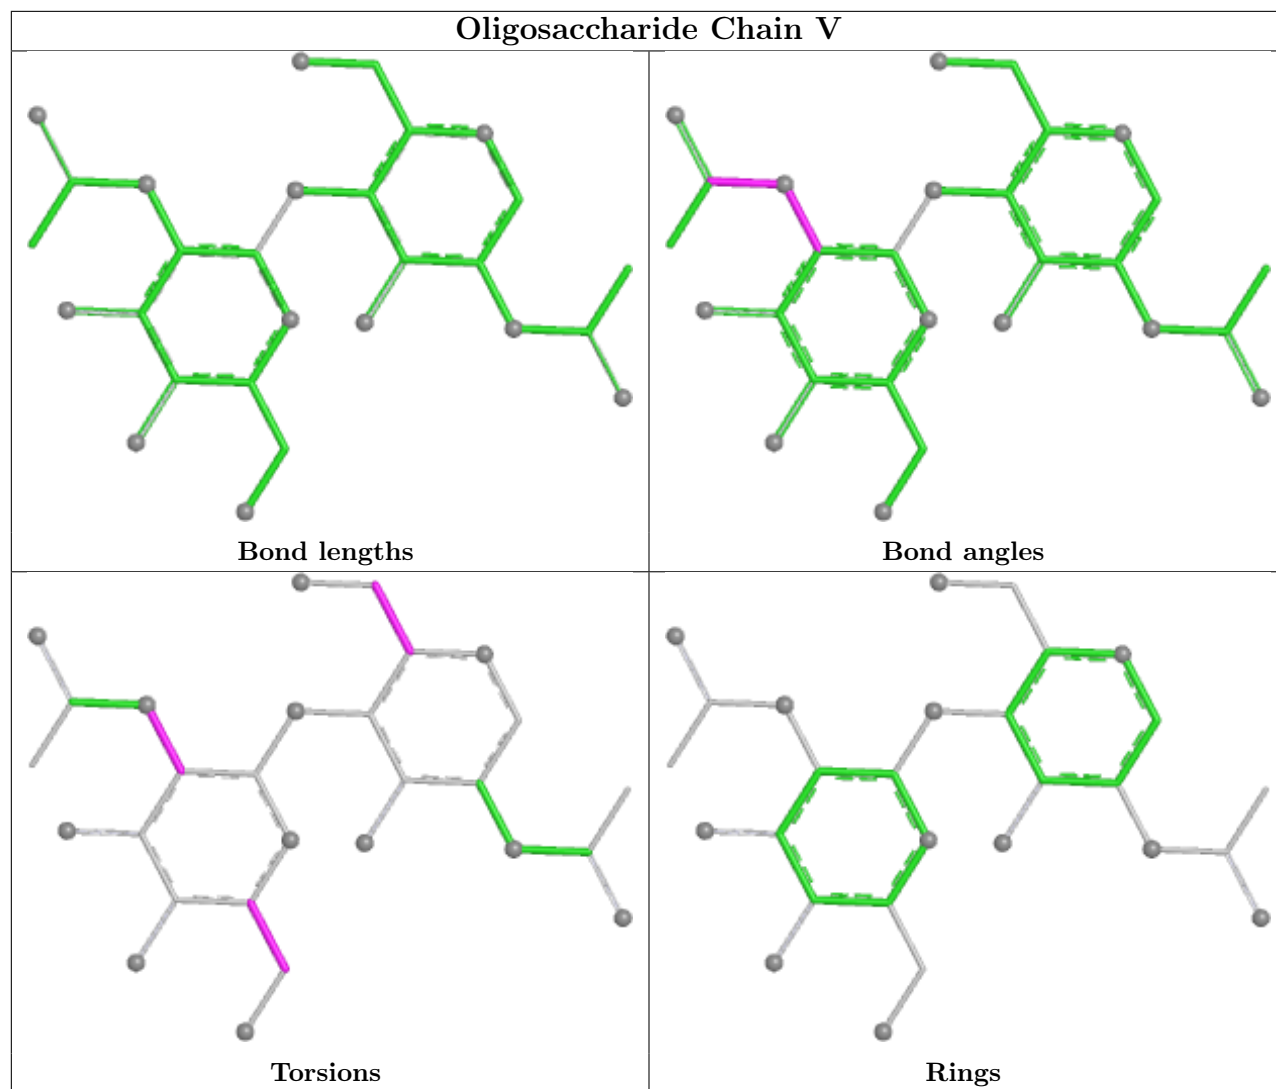 Oligosaccharide Chain V
Bond lengths
Bond angles
Torsions
Rings